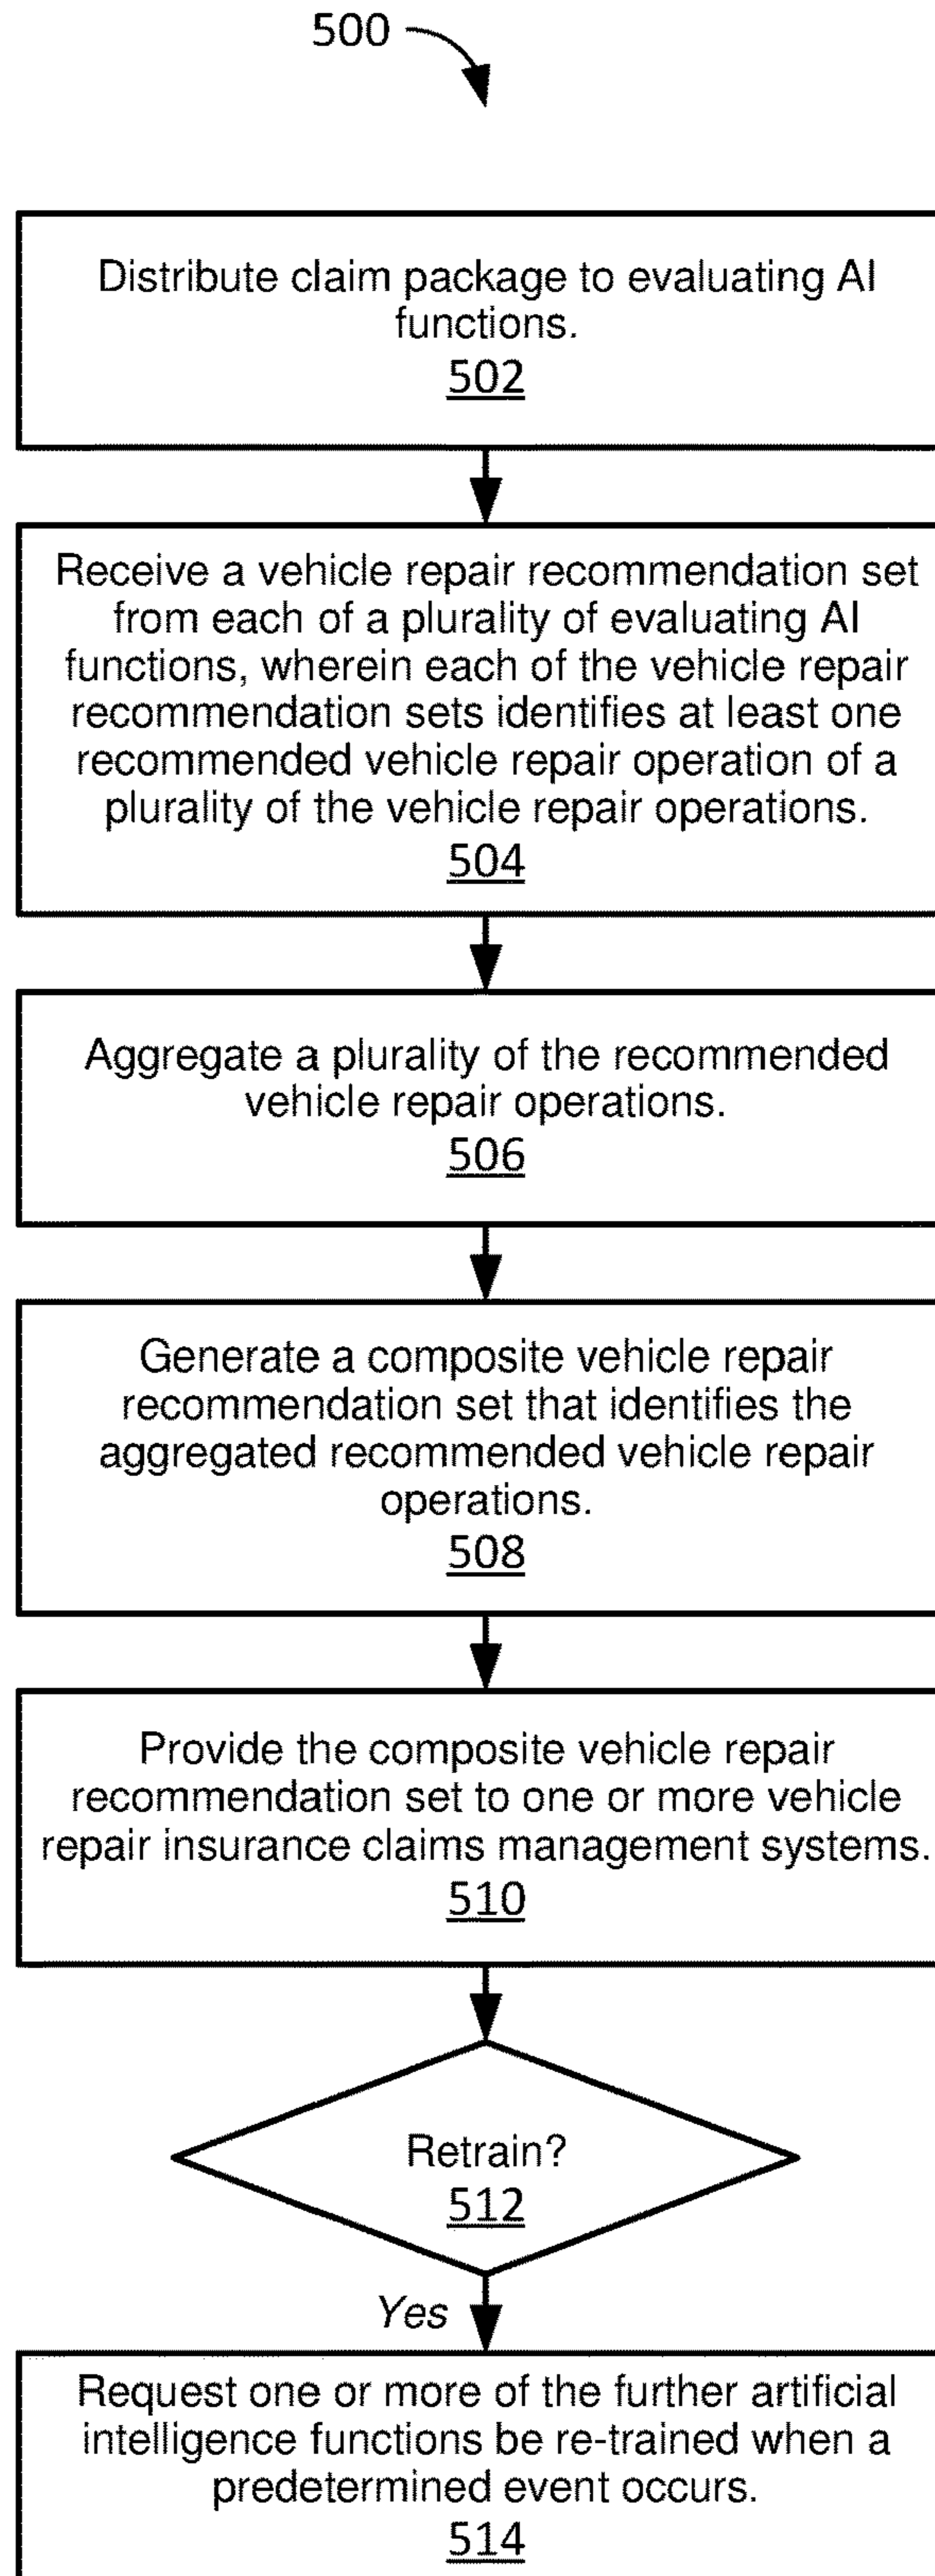 500
Distribute claim package to evaluating AI
functions.
502
Receive a vehicle repair recommendation set
from each of a plurality of evaluating AI
functions, wherein each of the vehicle repair
recommendation sets identifies at least one
recommended vehicle repair operation of a
plurality of the vehicle repair operations.
504
Aggregate a plurality of the recommended
vehicle repair operations.
506
Generate a composite vehicle repair
recommendation set that identifies the
aggregated recommended vehicle repair
operations.
508
Provide the composite vehicle repair
recommendation set to one or more vehicle
repair insurance claims management systems.
510
Retrain?
512
Yes
Request one or more of the further artificial
intelligence functions be re-trained when a
predetermined event occurs.
514